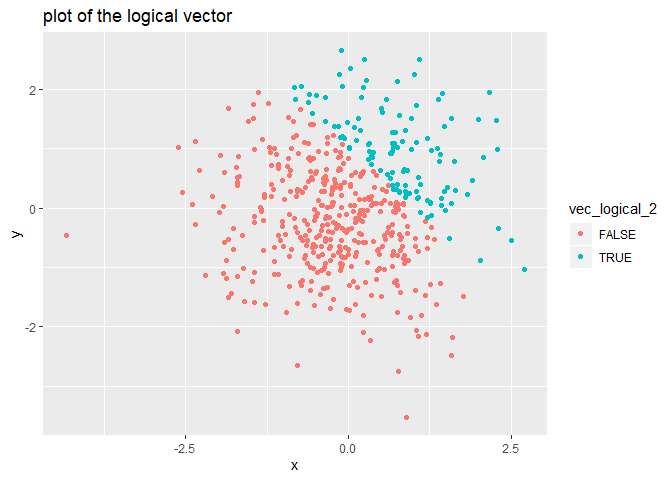 plot of the logical vector
2
0
-2
y
-2.5
0.0
2.5
x
vec_logical_2
FALSE
TRUE